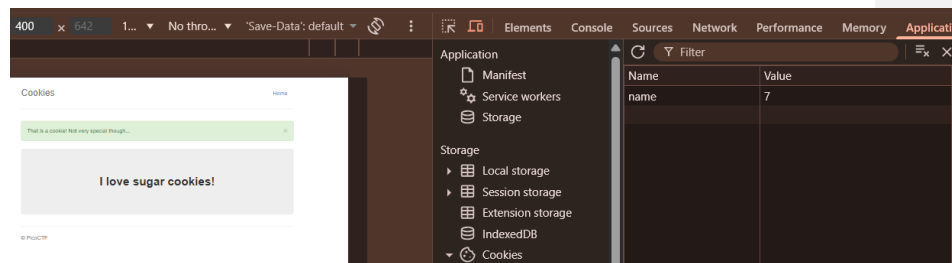 400 × 642 1... ▼ No thro... ▼ 'Save-Data': default ▼
Elements Console Sources Network Performance Memory Applicati
Cookies Home
That is a cookie! Not very special though... ×
I love sugar cookies!
© PicoCTF
Application
Manifest
Service workers
Storage
Storage
Local storage
Session storage
Extension storage
IndexedDB
Cookies
Filter
Name Value
name 7